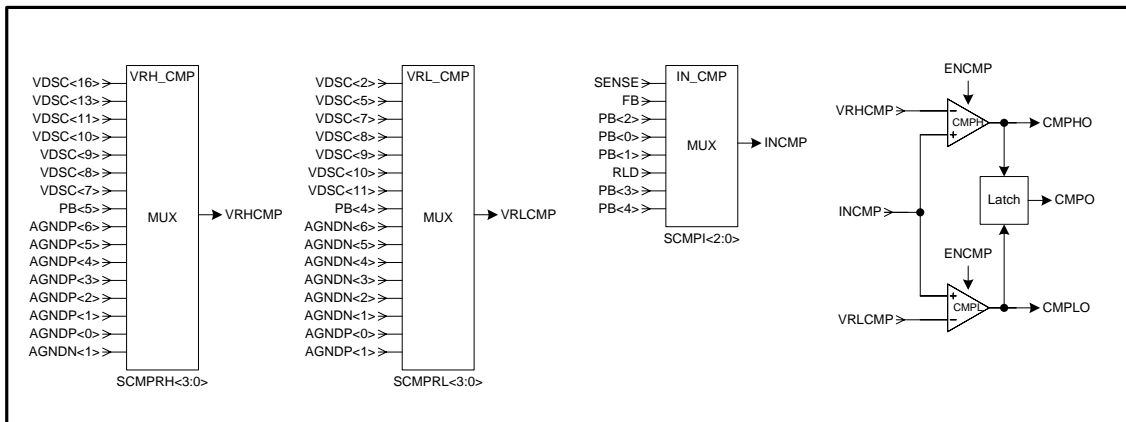 VRH_CMP
VDSC<16>
VDSC<13>
VDSC<11>
VDSC<10>
VDSC<9>
VDSC<8>
VDSC<7>
PB<5>
AGNDP<6>
AGNDP<5>
AGNDP<4>
AGNDP<3>
AGNDP<2>
AGNDP<1>
AGNDP<0>
AGNDN<1>
MUX
VRHCMP
SCMPRH<3:0>
VRL_CMP
VDSC<2>
VDSC<5>
VDSC<7>
VDSC<8>
VDSC<9>
VDSC<10>
VDSC<11>
PB<4>
AGNDN<6>
AGNDN<5>
AGNDN<4>
AGNDN<3>
AGNDN<2>
AGNDN<1>
AGNDP<0>
AGNDP<1>
MUX
VRLCMP
SCMPRL<3:0>
IN_CMP
SENSE
FB
PB<2>
PB<0>
PB<1>
RLD
PB<3>
PB<4>
MUX
INCMP
SCMPI<2:0>
ENCMP
VRHCMP
CMPH
CMPHO
Latch
CMPO
INCMP
ENCMP
CMPL
CMPLO
VRLCMP